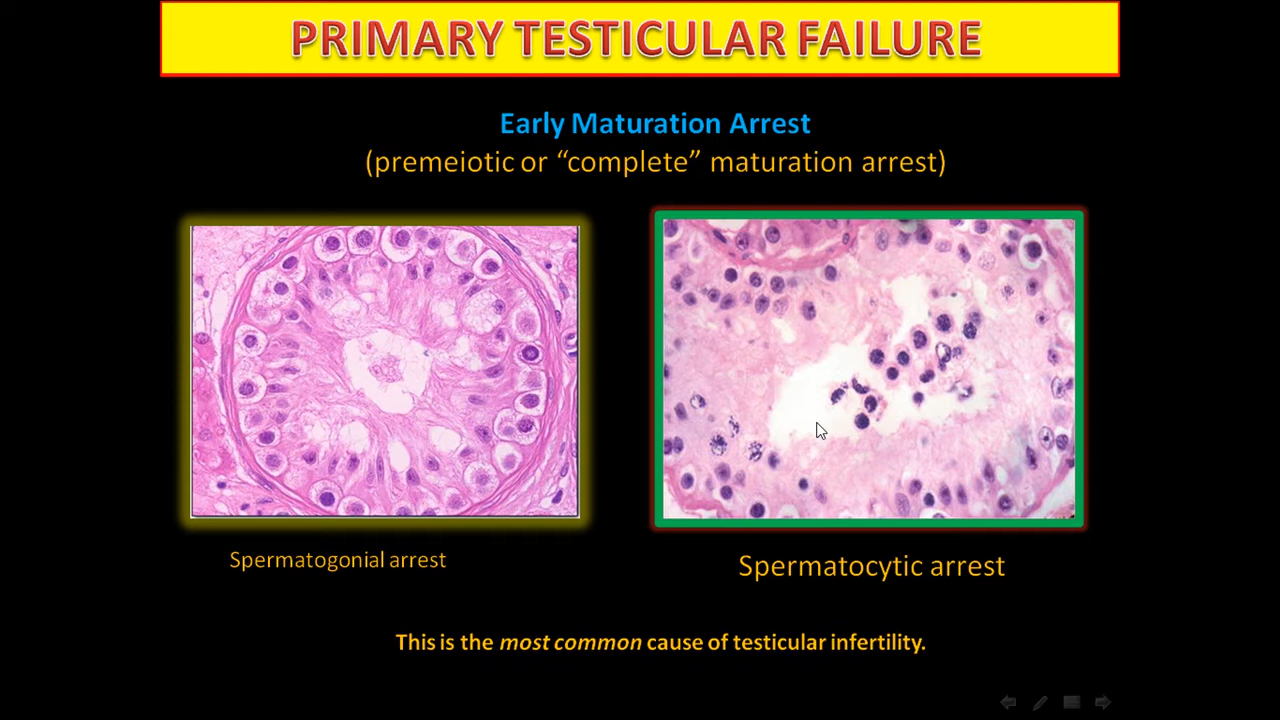 PRIMARY TESTICULAR FAILURE
Early Maturation Arrest
(premeiotic or “complete” maturation arrest)
Spermatogonial arrest
Spermatocytic arrest
This is the most common cause of testicular infertility.